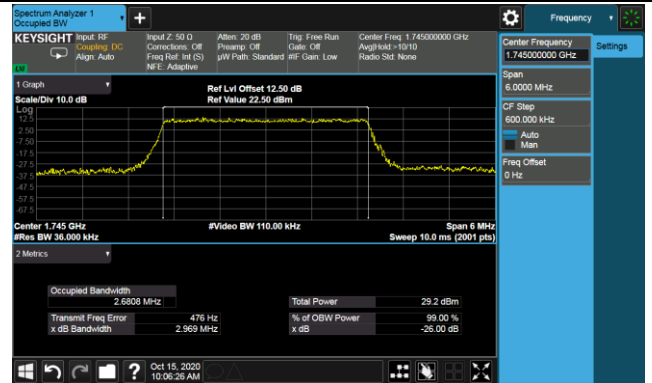 Spectrum Analyzer 1
Occupied BW
Frequency
KEYSIGHT
Input: RF
Coupling: DC
Align: Auto
Input Z: 50 Ω
Corrections: Off
Freq Ref: Int (S)
NFE: Adaptive
Atten: 20 dB
Preamp: Off
µW Path: Standard
Trig: Free Run
Gate: Off
#IF Gain: Low
Center Freq: 1.745000000 GHz
Avg|Hold:>10/10
Radio Std: None
LM
Center Frequency
1.745000000 GHz
Settings
Span
6.0000 MHz
CF Step
600.000 kHz
Auto
Man
Freq Offset
0 Hz
1 Graph
Scale/Div 10.0 dB
Ref Lvl Offset 12.50 dB
Ref Value 22.50 dBm
Log
12.5
2.50
-7.50
-17.5
-27.5
-37.5
-47.5
-57.5
-67.5
Center 1.745 GHz
#Res BW 36.000 kHz
#Video BW 110.00 kHz
Span 6 MHz
Sweep 10.0 ms (2001 pts)
2 Metrics
Occupied Bandwidth
2.6808 MHz
Total Power 29.2 dBm
Transmit Freq Error 476 Hz
% of OBW Power 99.00 %
x dB Bandwidth 2.969 MHz
x dB -26.00 dB
?
Oct 15, 2020
10:06:26 AM